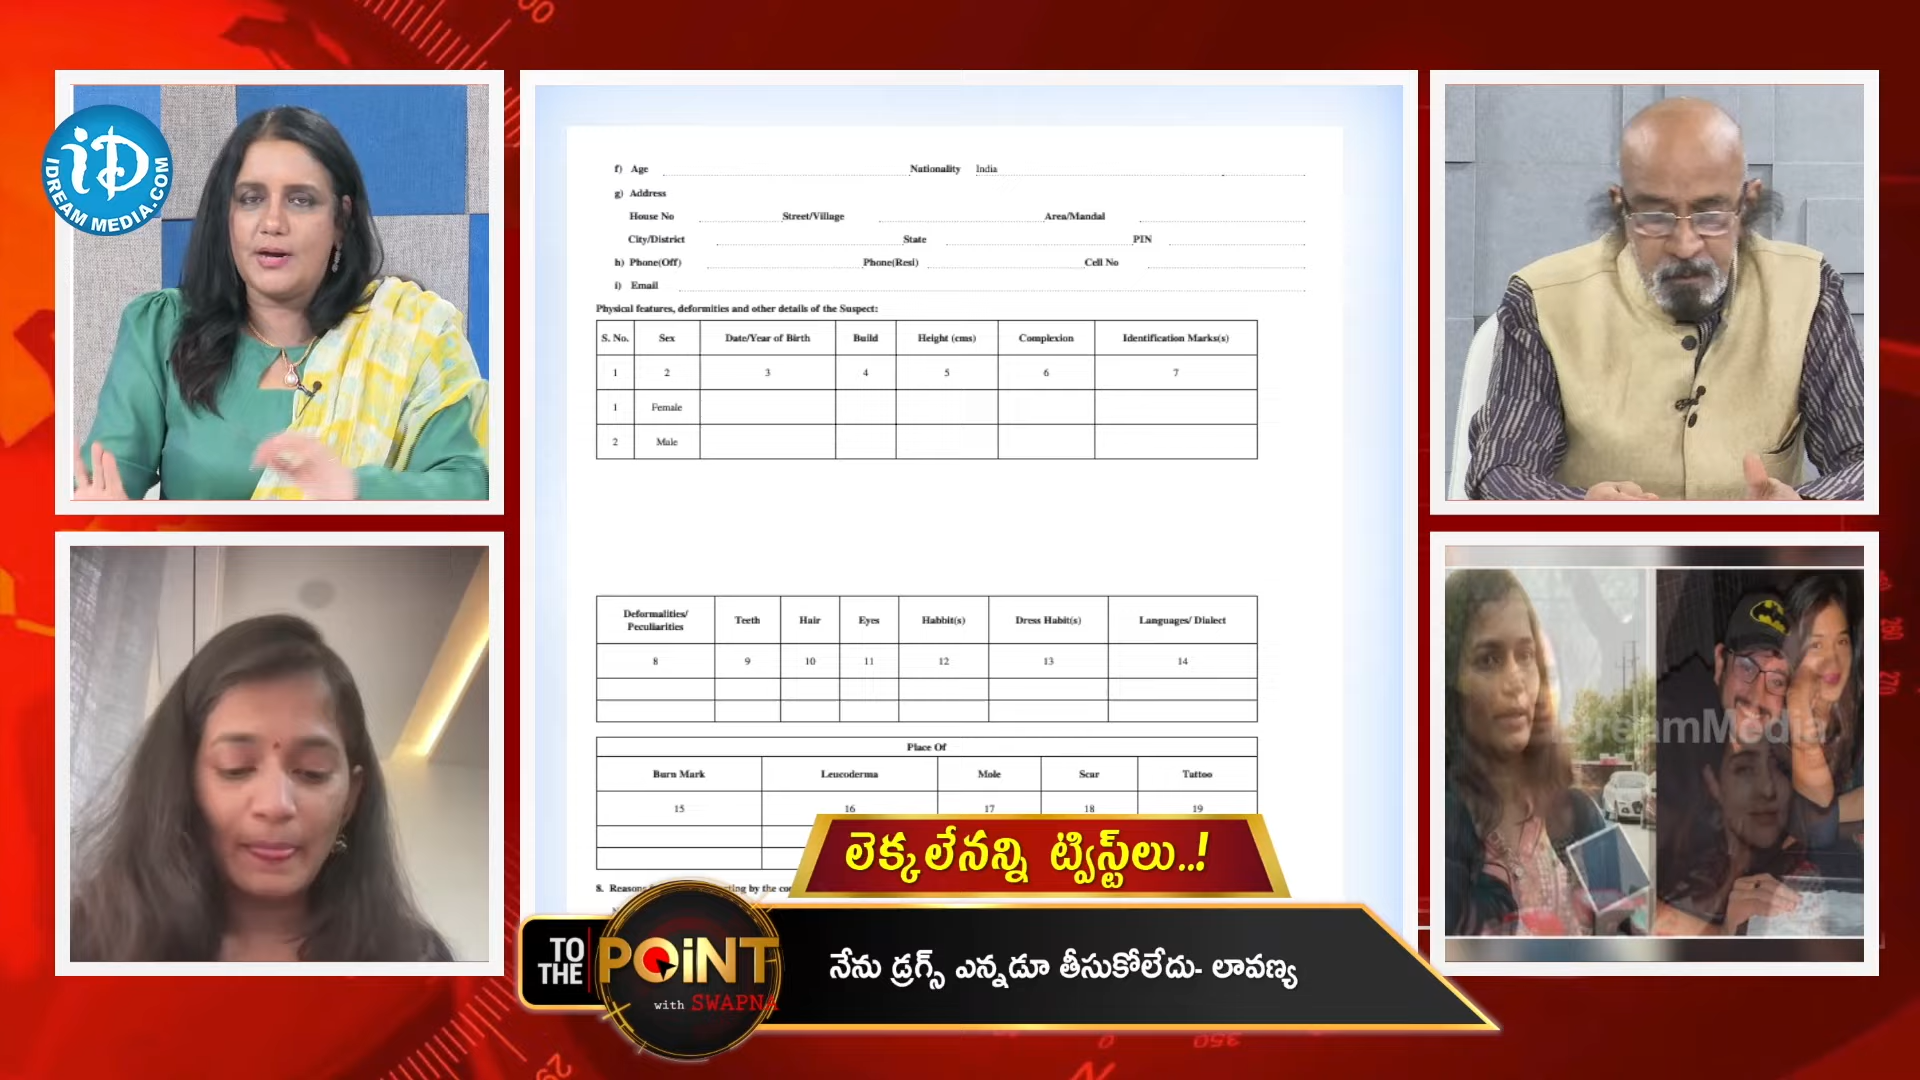 iD
IDREAM MEDIA.COM
f) Age Nationality India
g) Address
House No Street/Village Area/Mandal
City/District State PIN
h) Phone(Off) Phone(Resi) Cell No
i) Email
Physical features, deformities and other details of the Suspect:
S. No. Sex Date/Year of Birth Build Height (cms) Complexion Identification Marks(s)
1 2 3 4 5 6 7
1 Female
2 Male
Deformalities/
Peculiarities Teeth Hair Eyes Habbit(s) Dress Habit(s) Languages/ Dialect
8 9 10 11 12 13 14
Place Of
Burn Mark Leucoderma Mole Scar Tattoo
15 16 17 18 19
8. Reasons
లెక్కలేనన్ని ట్విస్ట్‌లు..!
TO THE POiNT
with SWAPNA
నేను డ్రగ్స్ ఎన్నడూ తీసుకోలేదు- లావణ్య
iDreamMedia